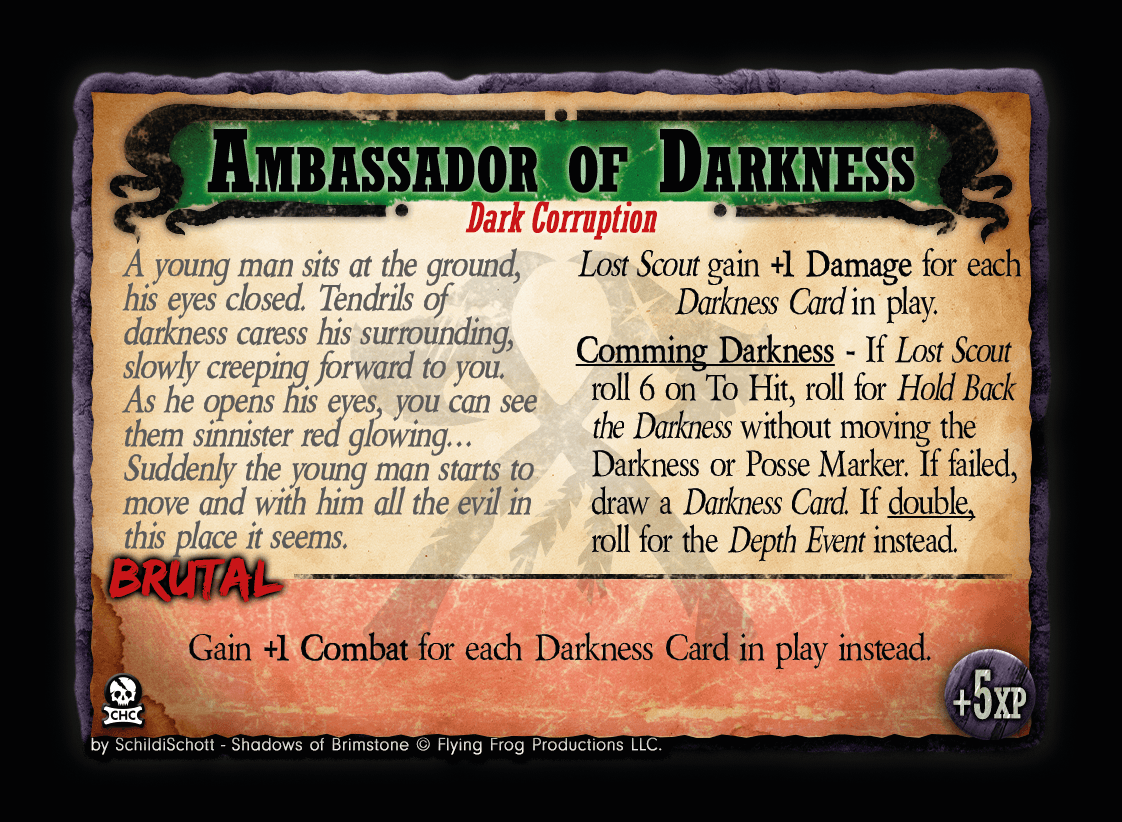 AMBASSADOR OF DARKNESS
Dark Corruption
A young man sits at the ground,
his eyes closed. Tendrils of
darkness caress his surrounding,
slowly creeping forward to you.
As he opens his eyes, you can see
them sinnister red glowing...
Suddenly the young man starts to
move and with him all the evil in
this place it seems.
Lost Scout gain +1 Damage for each
Darkness Card in play.
Comming Darkness - If Lost Scout
roll 6 on To Hit, roll for Hold Back
the Darkness without moving the
Darkness or Posse Marker. If failed,
draw a Darkness Card. If double,
roll for the Depth Event instead.
BRUTAL
Gain +1 Combat for each Darkness Card in play instead.
CHC
+5XP
by SchildiSchott - Shadows of Brimstone © Flying Frog Productions LLC.